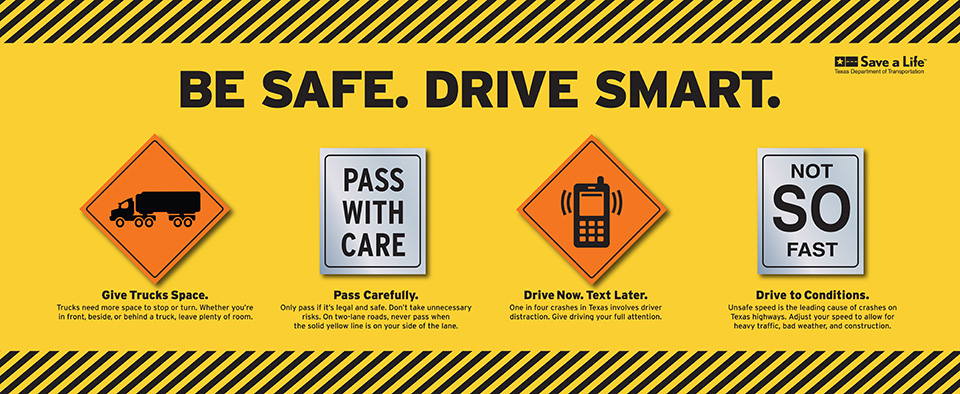 Save a Life™
Texas Department of Transportation
BE SAFE. DRIVE SMART.
PASS
WITH
CARE
NOT
SO
FAST
Give Trucks Space.
Trucks need more space to stop or turn. Whether you're
in front, beside, or behind a truck, leave plenty of room.
Pass Carefully.
Only pass if it's legal and safe. Don't take unnecessary
risks. On two-lane roads, never pass when
the solid yellow line is on your side of the lane.
Drive Now. Text Later.
One in four crashes in Texas involves driver
distraction. Give driving your full attention.
Drive to Conditions.
Unsafe speed is the leading cause of crashes on
Texas highways. Adjust your speed to allow for
heavy traffic, bad weather, and construction.